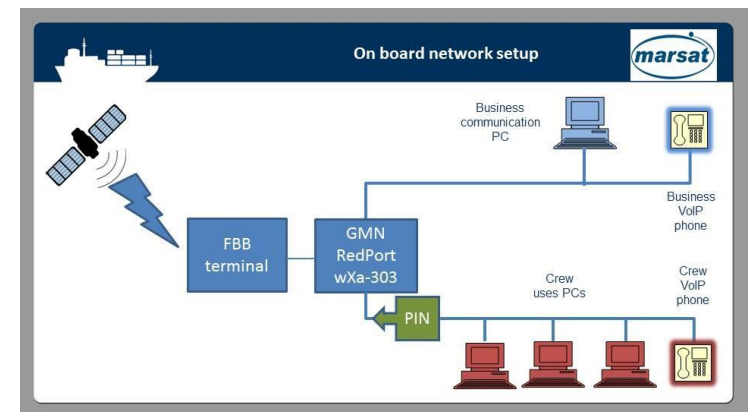 On board network setup
marsat
Business
communication
PC
Business
VoIP
phone
FBB
terminal
GMN
RedPort
wXa-303
Crew
uses PCs
Crew
VoIP
phone
PIN